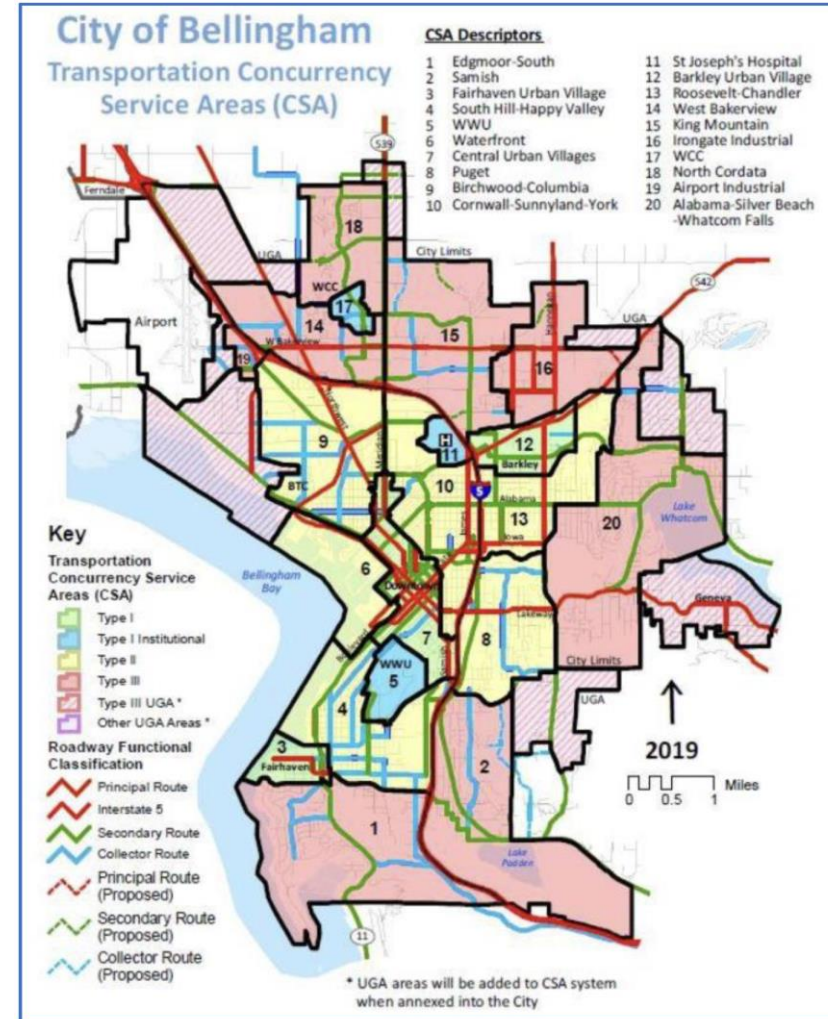 City of Bellingham
Transportation Concurrency
Service Areas (CSA)
CSA Descriptors
1 Edgmoor-South
2 Samish
3 Fairhaven Urban Village
4 South Hill-Happy Valley
5 WWU
6 Waterfront
7 Central Urban Villages
8 Puget
9 Birchwood-Columbia
10 Cornwall-Sunnyland-York
11 St Joseph's Hospital
12 Barkley Urban Village
13 Roosevelt-Chandler
14 West Bakerview
15 King Mountain
16 Irongate Industrial
17 WCC
18 North Cordata
19 Airport Industrial
20 Alabama-Silver Beach
-Whatcom Falls
539
Ferndale
18
UGA
City Limits
WCC
17
542
Airport
14
15
Hannegan
UGA
W Bakerview
19
16
Northwest
Meridian
9
H
11
12
Barkley
BTC
10
5
Alabama
13
20
Lake
Whatcom
Iowa
Bellingham
Bay
6
Downtown
Geneva
Lakeway
7
8
WWU
5
Samish
City Limits
UGA
4
3
Fairhaven
2
1
Lake
Padden
11
Key
Transportation
Concurrency Service
Areas (CSA)
Type I
Type I Institutional
Type II
Type III
Type III UGA *
Other UGA Areas *
Roadway Functional
Classification
Principal Route
Interstate 5
Secondary Route
Collector Route
Principal Route
(Proposed)
Secondary Route
(Proposed)
Collector Route
(Proposed)
2019
0 0.5 1 Miles
* UGA areas will be added to CSA system
when annexed into the City